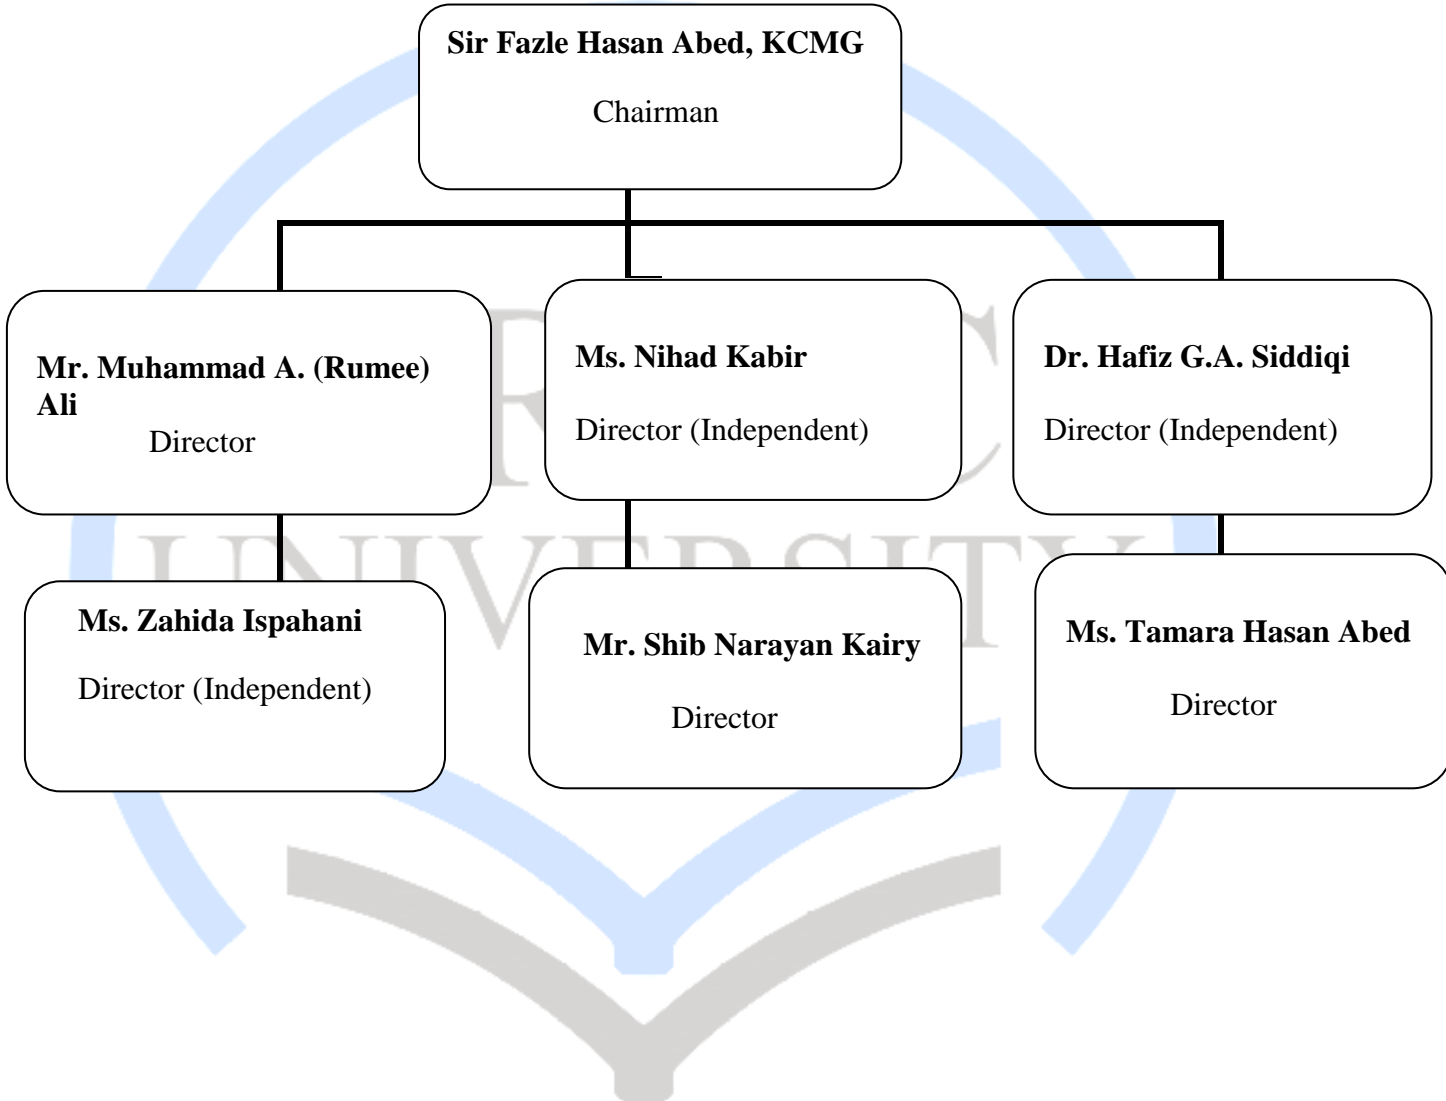 Sir Fazle Hasan Abed, KCMG
Chairman
Mr. Muhammad A. (Rumee)
Ali
Director
Ms. Nihad Kabir
Director (Independent)
Dr. Hafiz G.A. Siddiqi
Director (Independent)
Ms. Zahida Ispahani
Director (Independent)
Mr. Shib Narayan Kairy
Director
Ms. Tamara Hasan Abed
Director
UNIVERSITY